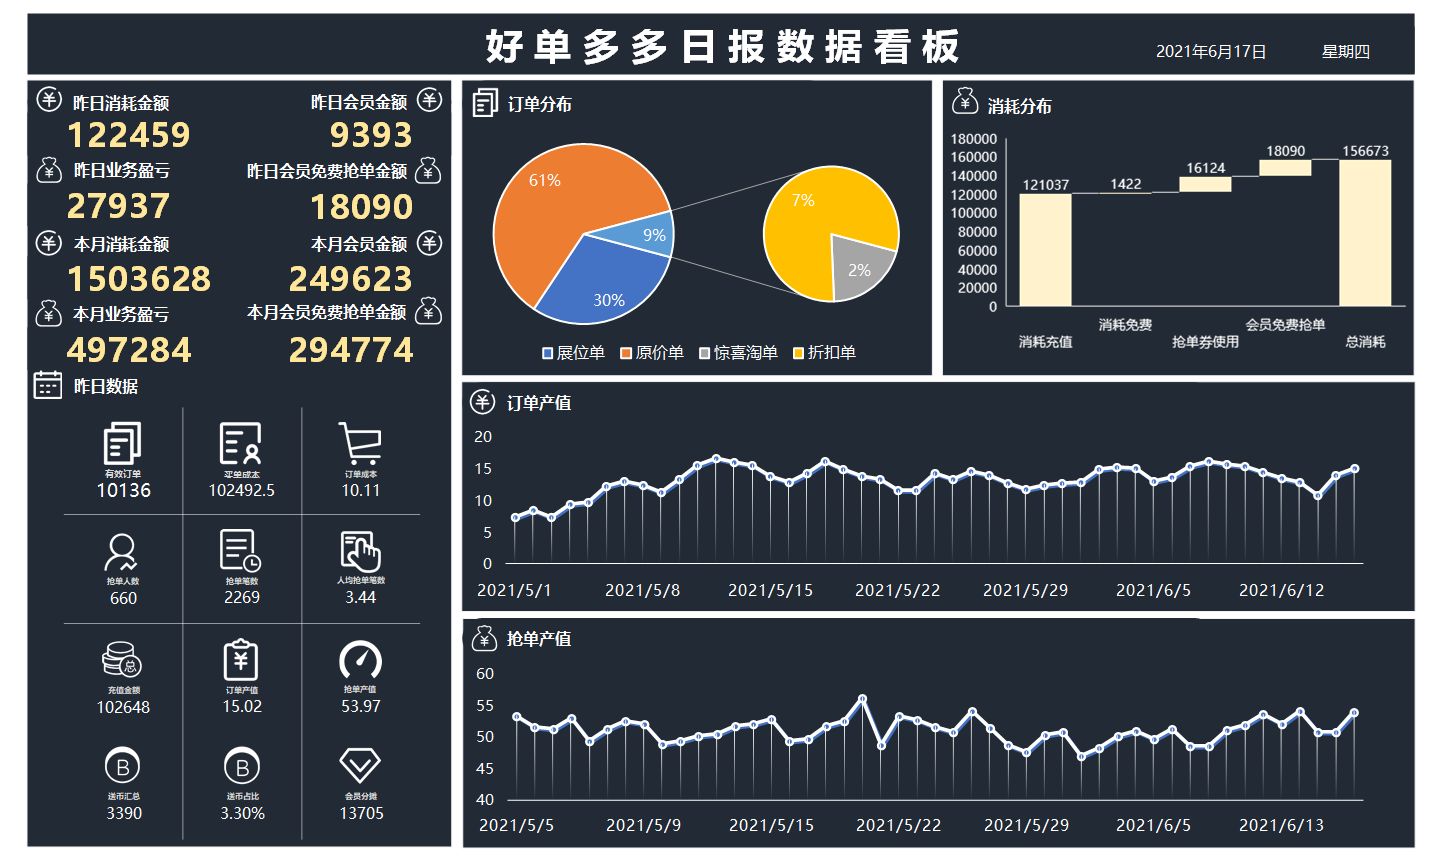 好单多多日报数据看板
2021年6月17日 星期四
昨日消耗金额 昨日会员金额
122459 9393
昨日业务盈亏 昨日会员免费抢单金额
27937 18090
本月消耗金额 本月会员金额
1503628 249623
本月业务盈亏 本月会员免费抢单金额
497284 294774
昨日数据
有效订单 买单成本 订单成本
10136 102492.5 10.11
抢单人数 抢单笔数 人均抢单笔数
660 2269 3.44
总
充值金额 订单产值 抢单产值
102648 15.02 53.97
B B
送币汇总 送币占比 会员分摊
3390 3.30% 13705
订单分布
61%
9%
30%
7%
2%
展位单 原价单 惊喜淘单 折扣单
消耗分布
180000
160000
140000
120000
100000
80000
60000
40000
20000
0
121037 1422 16124 18090 156673
消耗充值 消耗免费 抢单券使用 会员免费抢单 总消耗
订单产值
20
15
10
5
0
2021/5/1 2021/5/8 2021/5/15 2021/5/22 2021/5/29 2021/6/5 2021/6/12
抢单产值
60
55
50
45
40
2021/5/5 2021/5/9 2021/5/15 2021/5/22 2021/5/29 2021/6/5 2021/6/13